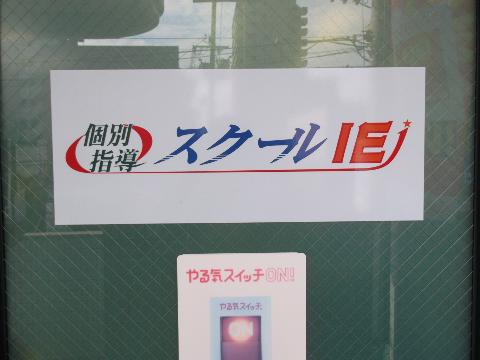 個別
指導
スクールIE
やる気スイッチON!
やる気スイッチ
ON